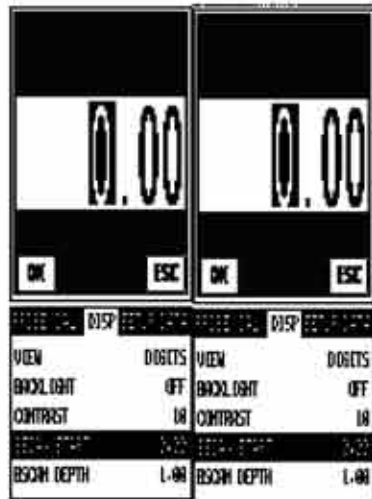 0.00
OK ESC
DISP
VIEW DIGITS
BACKLIGHT OFF
CONTRAST 10
BSCAN DEPTH 1.00
0.00
OK ESC
DISP
VIEW DIGITS
BACKLIGHT OFF
CONTRAST 10
BSCAN DEPTH 1.00